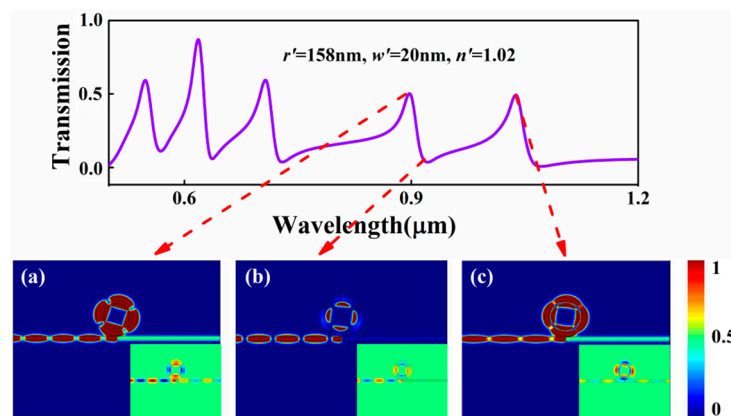 Transmission
1.0
0.5
0.0
r'=158nm, w'=20nm, n'=1.02
0.6
0.9
1.2
Wavelength(μm)
(a)
(b)
(c)
1
0.5
0